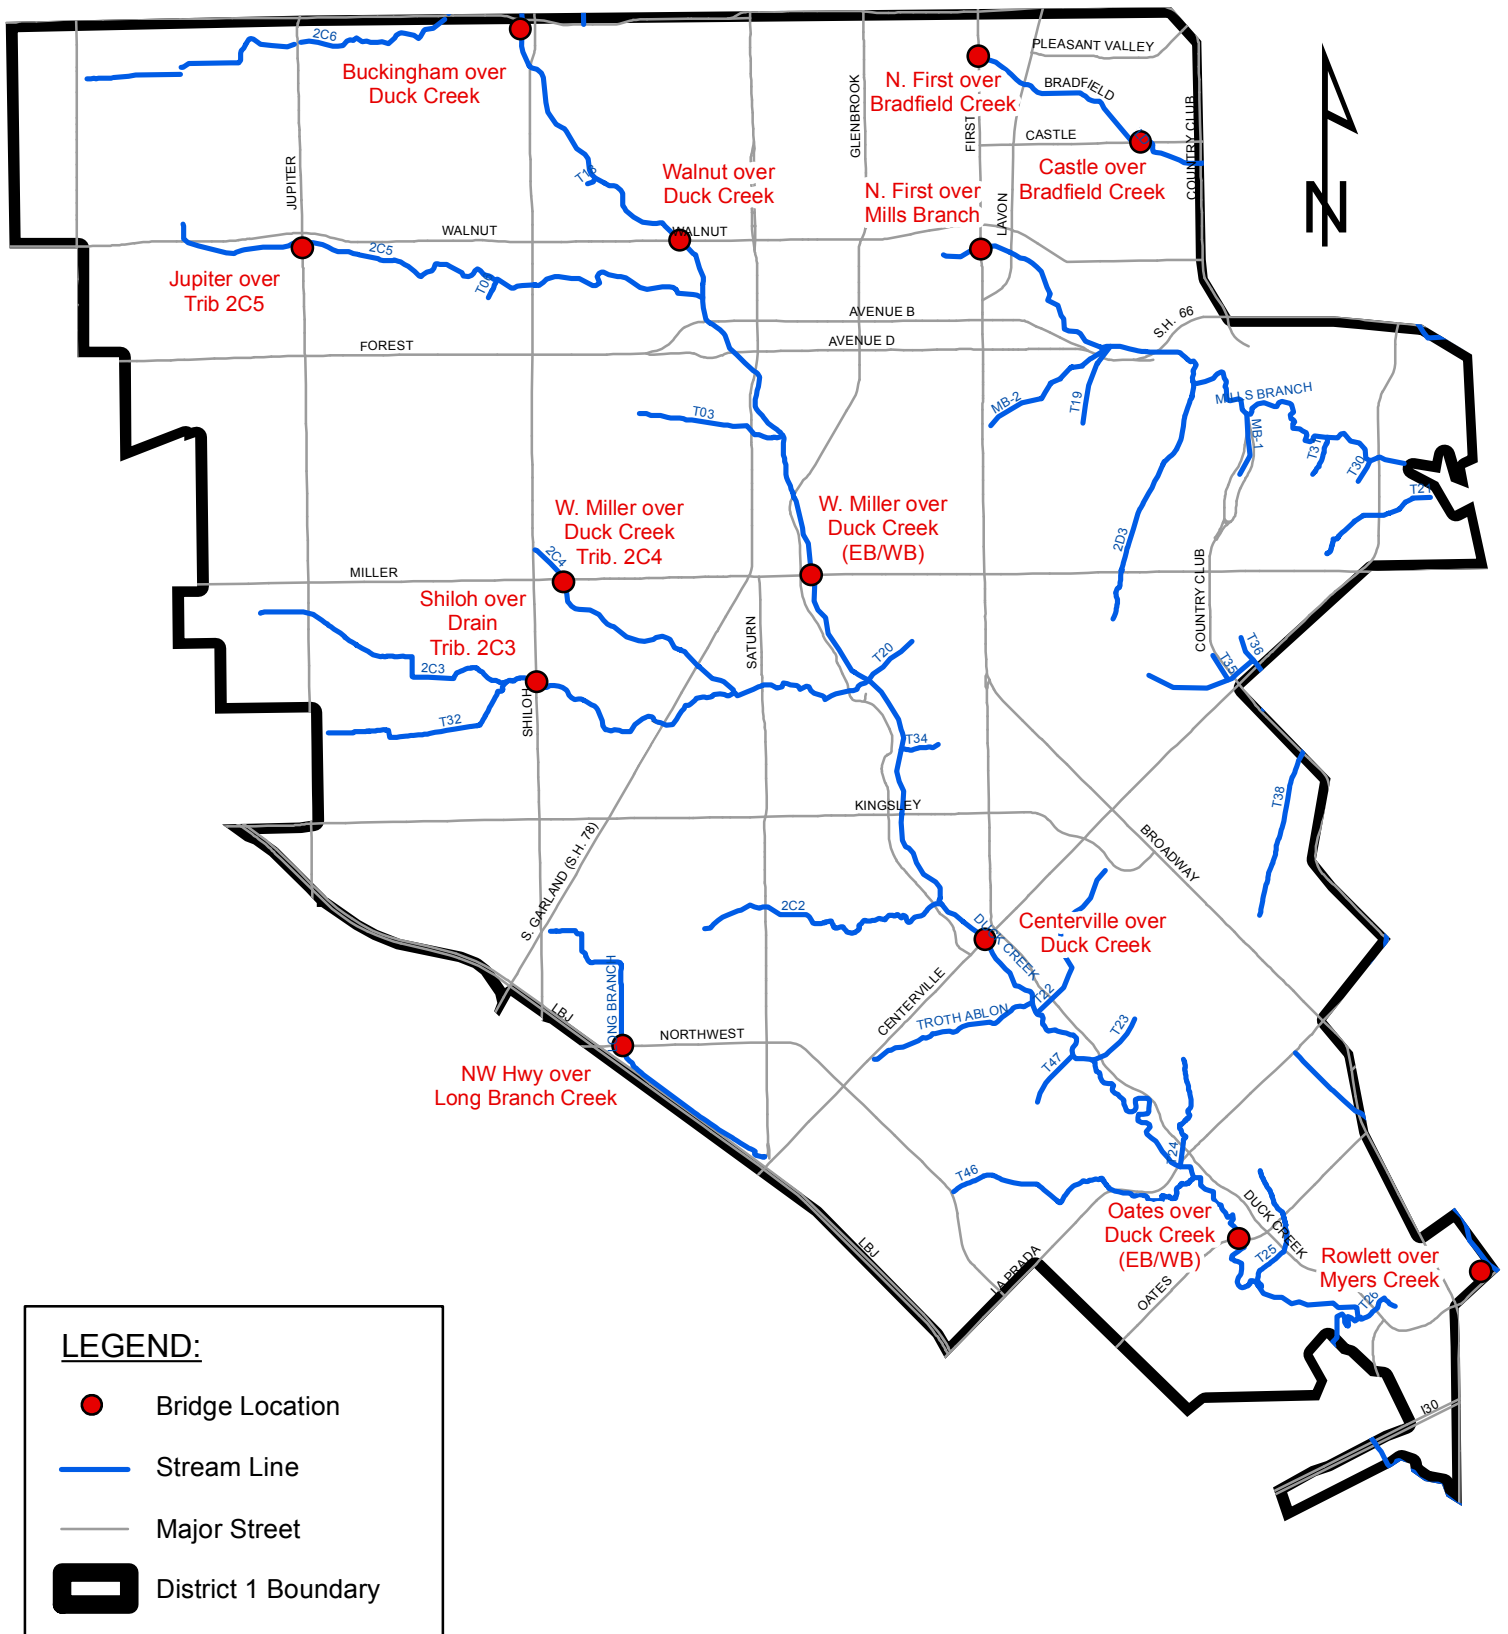 2C6
PLEASANT VALLEY
Buckingham over
Duck Creek
N. First over
Bradfield Creek
BRADFIELD
GLENBROOK
FIRST
CASTLE
COUNTRY CLUB
Castle over
Bradfield Creek
JUPITER
T13
Walnut over
Duck Creek
N. First over
Mills Branch
LAVON
N
WALNUT
WALNUT
2C5
Jupiter over
Trib 2C5
AVENUE B
S.H. 66
FOREST
AVENUE D
MILLS BRANCH
MB-2
T19
T03
MB-1
T31
T30
T21
W. Miller over
Duck Creek
Trib. 2C4
W. Miller over
Duck Creek
(EB/WB)
2D3
2C4
MILLER
COUNTRY CLUB
Shiloh over
Drain
Trib. 2C3
SATURN
T20
T36
T35
2C3
SHILOH
T32
T34
T38
KINGSLEY
BROADWAY
S. GARLAND (S.H. 78)
2C2
DUCK CREEK
Centerville over
Duck Creek
LONG BRANCH
CENTERVILLE
T22
LBJ
TROTH ABLON
T23
NORTHWEST
T47
NW Hwy over
Long Branch Creek
T24
T46
DUCK CREEK
Oates over
Duck Creek
(EB/WB)
LBJ
T25
Rowlett over
Myers Creek
LA PRADA
OATES
T26
I30
LEGEND:
Bridge Location
Stream Line
Major Street
District 1 Boundary